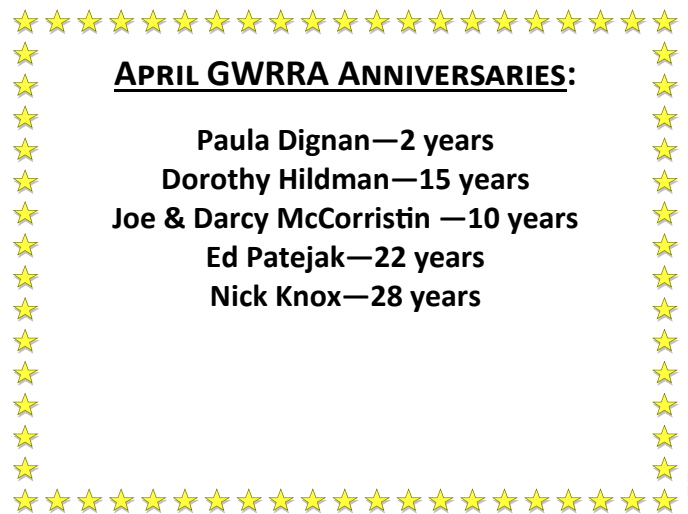 April GWRRA Anniversaries:
Paula Dignan—2 years
Dorothy Hildman—15 years
Joe & Darcy McCorristin —10 years
Ed Patejak—22 years
Nick Knox—28 years